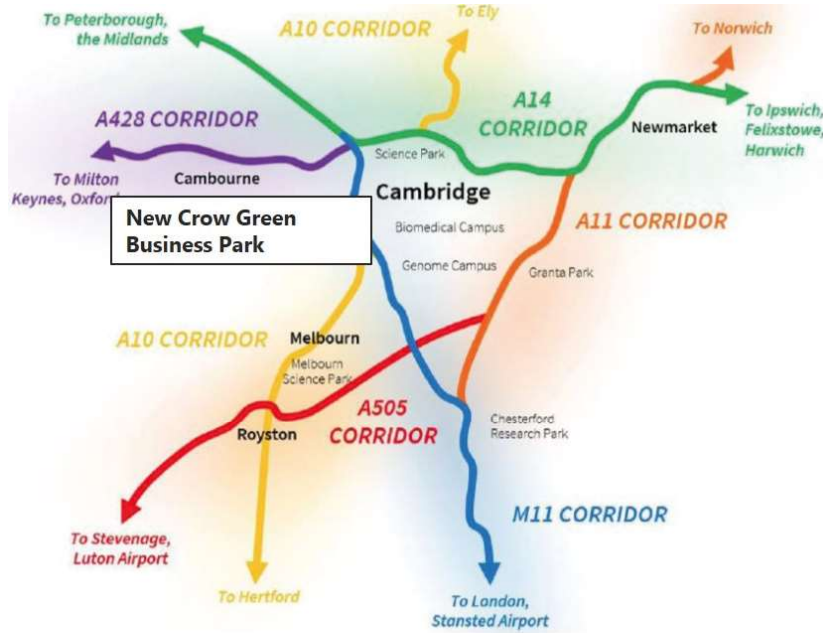 To Peterborough,
the Midlands
A10 CORRIDOR
To Ely
To Norwich
A428 CORRIDOR
A14
CORRIDOR
Newmarket
To Ipswich,
Felixstowe,
Harwich
Science Park
To Milton
Keynes, Oxford
Cambourne
Cambridge
New Crow Green
Business Park
Biomedical Campus
A11 CORRIDOR
Genome Campus
Granta Park
A10 CORRIDOR
Melbourn
Melbourn
Science Park
A505
CORRIDOR
Royston
Chesterford
Research Park
M11 CORRIDOR
To Stevenage,
Luton Airport
To Hertford
To London,
Stansted Airport